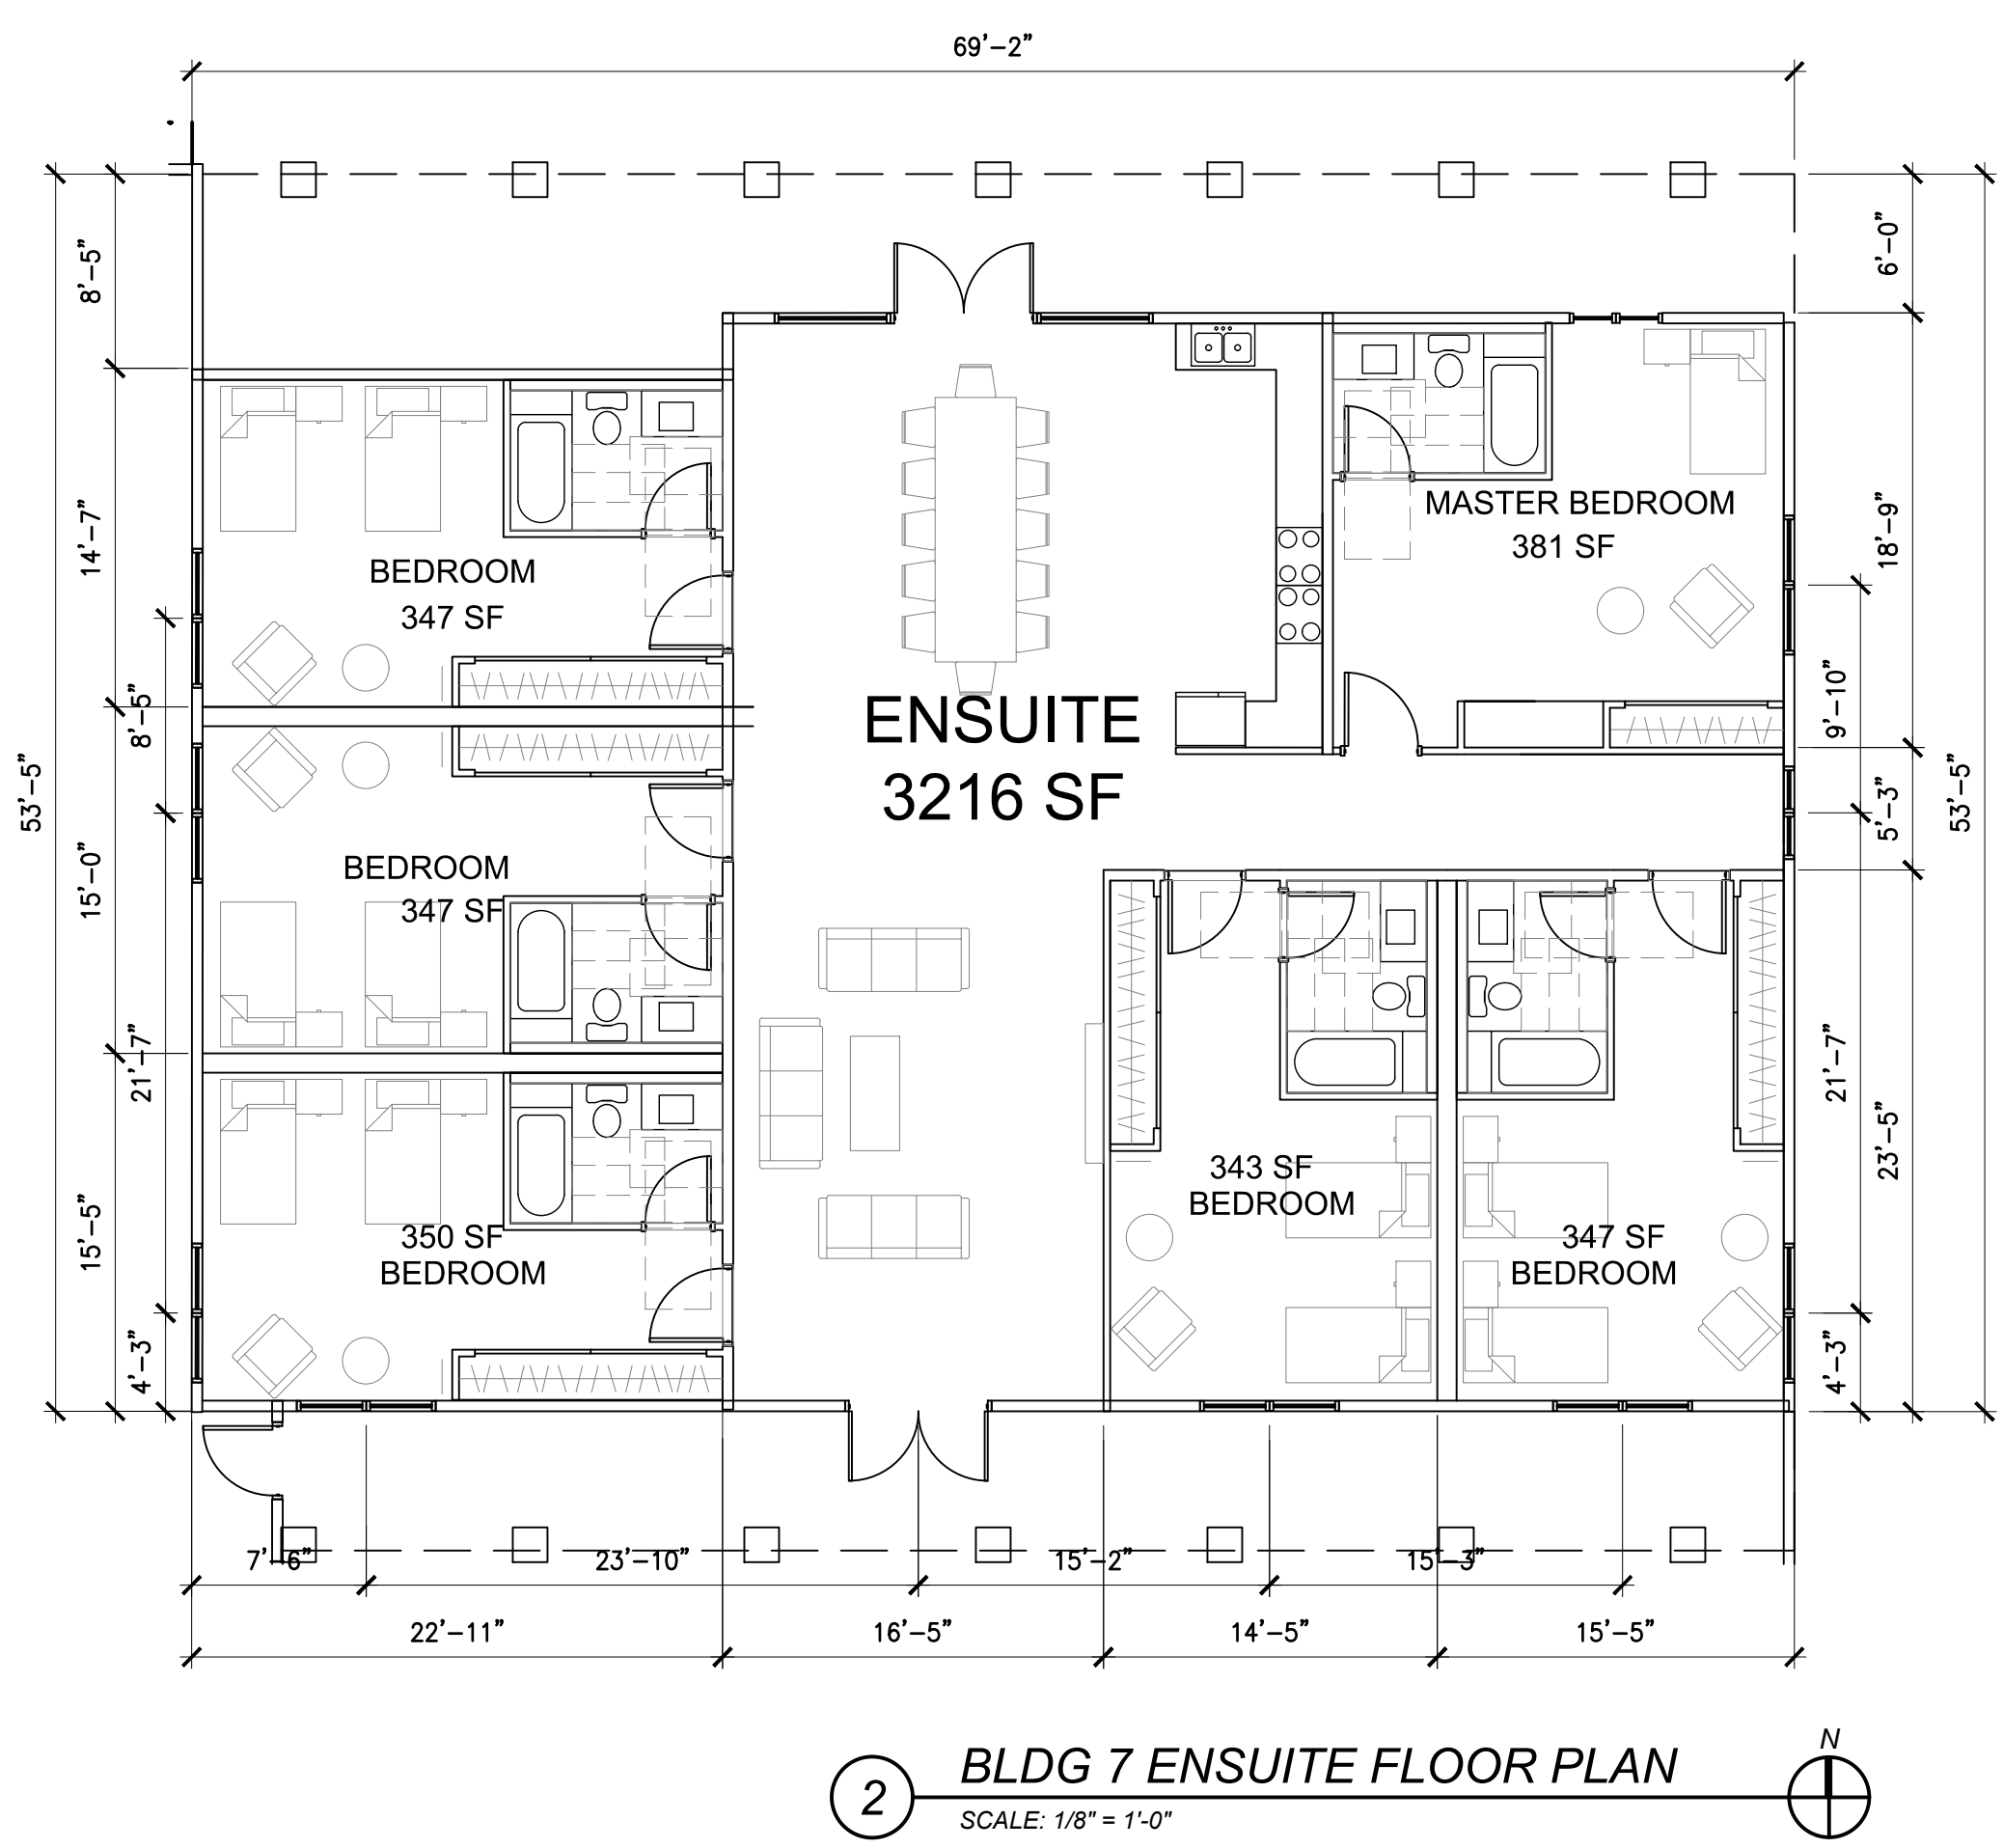 69'-2"
8'-5"
6'-0"
14'-7"
BEDROOM
347 SF
MASTER BEDROOM
381 SF
18'-9"
8'-5"
9'-10"
ENSUITE
3216 SF
53'-5"
5'-3"
53'-5"
15'-0"
BEDROOM
347 SF
21'-7"
21'-7"
23'-5"
15'-5"
350 SF
BEDROOM
343 SF
BEDROOM
347 SF
BEDROOM
4'-3"
4'-3"
7'-6"
23'-10"
15'-2"
15'-3"
22'-11"
16'-5"
14'-5"
15'-5"
2
BLDG 7 ENSUITE FLOOR PLAN
SCALE: 1/8" = 1'-0"
N